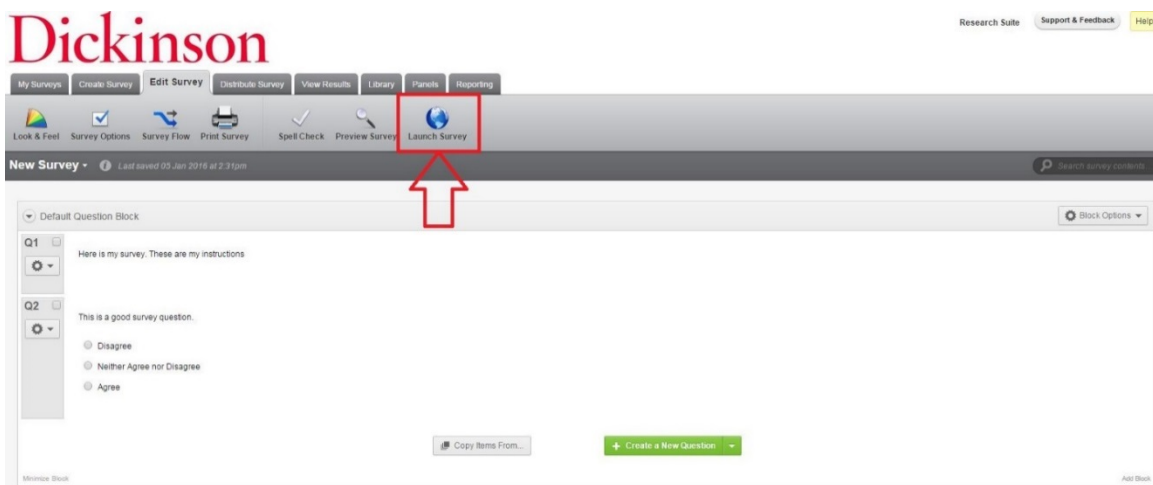 Dickinson
Research Suite Support & Feedback Help
My Surveys Create Survey Edit Survey Distribute Survey View Results Library Panels Reporting
Look & Feel Survey Options Survey Flow Print Survey Spell Check Preview Survey Launch Survey
New Survey Last saved 05 Jan 2016 at 2:31pm Search survey contents
Default Question Block Block Options
Q1
Here is my survey. These are my instructions
Q2
This is a good survey question.
Disagree
Neither Agree nor Disagree
Agree
Copy Items From... + Create a New Question
Minimize Block Add Block